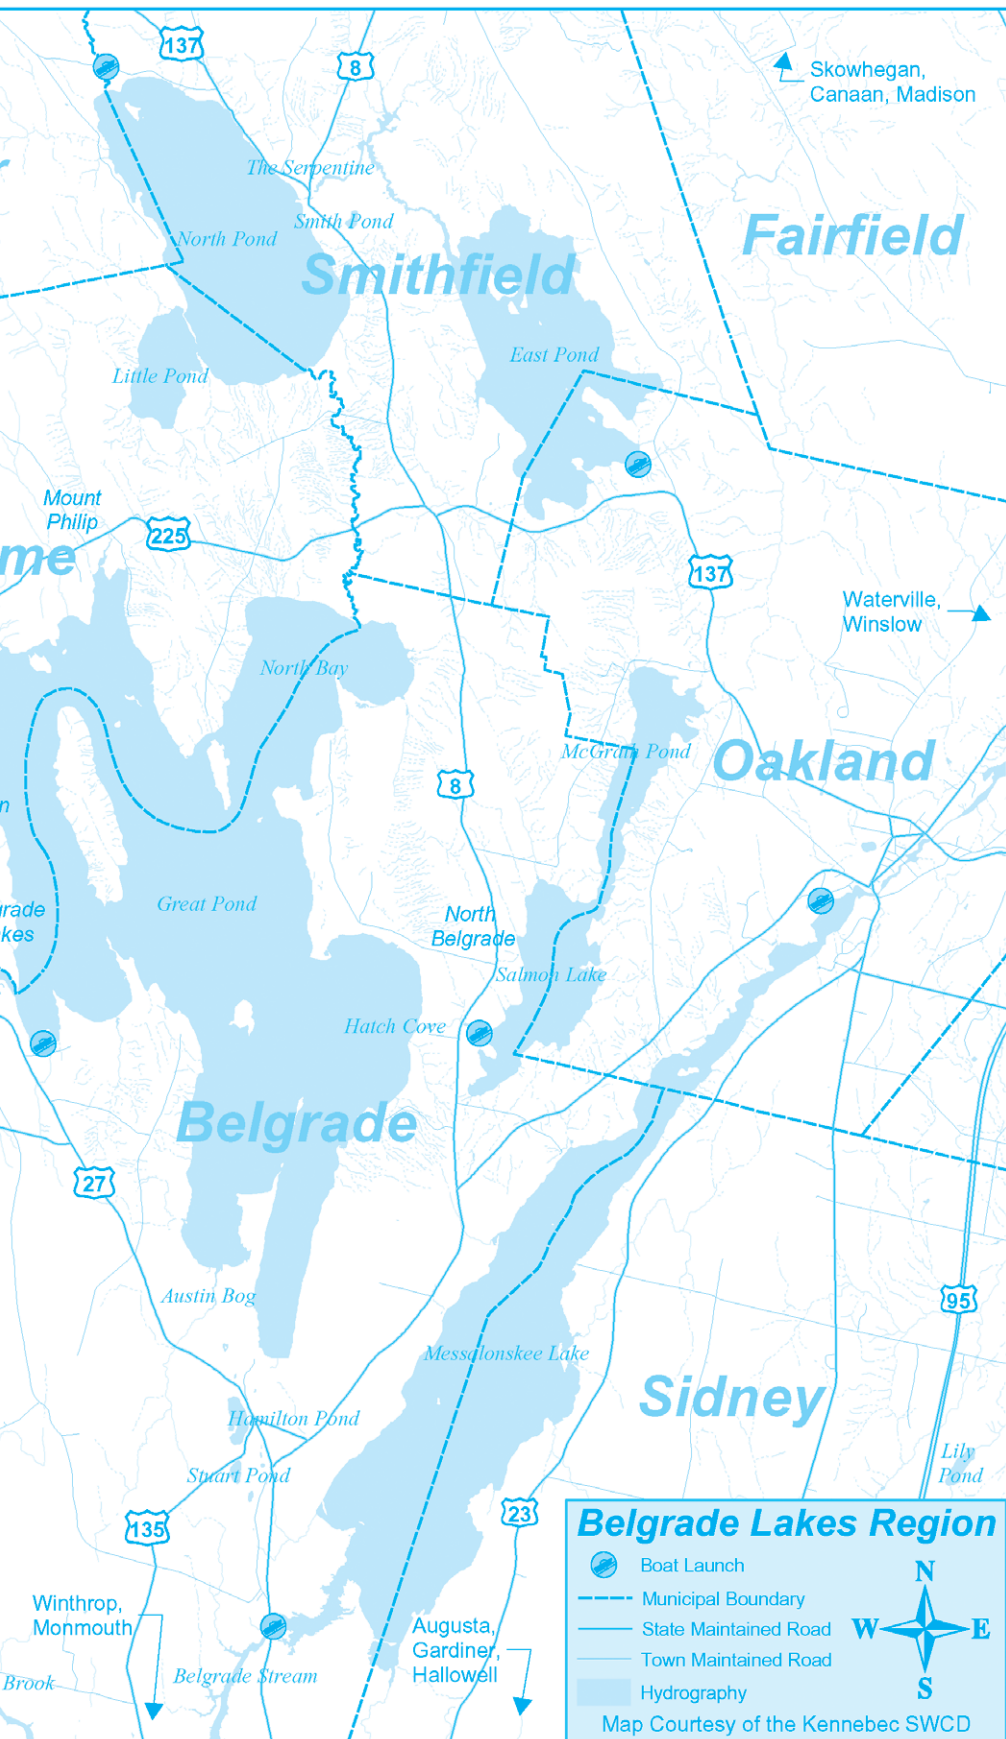 137
8
Skowhegan,
Canaan, Madison
The Serpentine
Smith Pond
North Pond
Fairfield
Smithfield
East Pond
Little Pond
Mount
Philip
225
me
137
Waterville,
Winslow
North Bay
McGrath Pond
Oakland
8
n
Great Pond
grade
kes
North
Belgrade
Salmon Lake
Hatch Cove
Belgrade
27
Austin Bog
95
Messalonskee Lake
Sidney
Hamilton Pond
Stuart Pond
Lily
Pond
135
23
Winthrop,
Monmouth
Augusta,
Gardiner,
Hallowell
Belgrade Stream
Brook
Belgrade Lakes Region
Boat Launch
Municipal Boundary
State Maintained Road
Town Maintained Road
Hydrography
N
W
E
S
Map Courtesy of the Kennebec SWCD